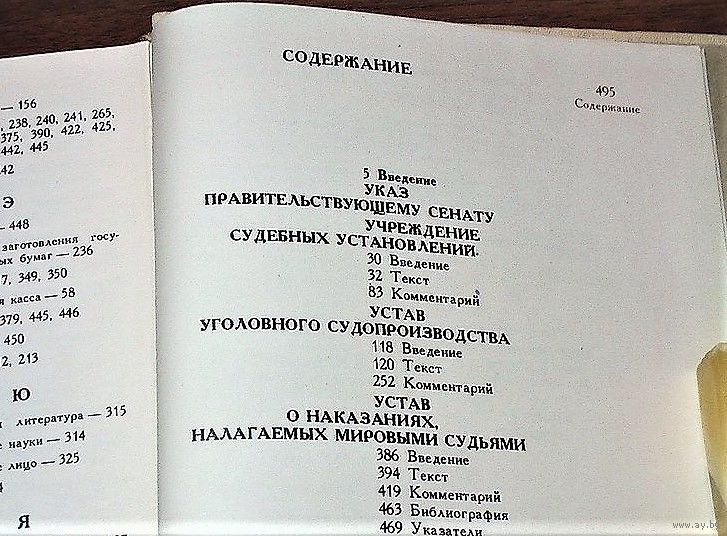 — 156
238, 240, 241, 265,
375, 390, 422, 425,
442, 445
42
Э
— 448
заготовления госу-
ых бумаг — 236
7, 349, 350
я касса — 58
379, 445, 446
450
2, 213
Ю
литература — 315
е науки — 314
е лицо — 325
Я
СОДЕРЖАНИЕ
495
Содержание
5 Введение
УКАЗ
ПРАВИТЕЛЬСТВУЮЩЕМУ СЕНАТУ
УЧРЕЖДЕНИЕ
СУДЕБНЫХ УСТАНОВЛЕНИЙ
30 Введение
32 Текст
83 Комментарий
УСТАВ
УГОЛОВНОГО СУДОПРОИЗВОДСТВА
118 Введение
120 Текст
252 Комментарий
УСТАВ
О НАКАЗАНИЯХ,
НАЛАГАЕМЫХ МИРОВЫМИ СУДЬЯМИ
386 Введение
394 Текст
419 Комментарий
463 Библиография
469 Указатели